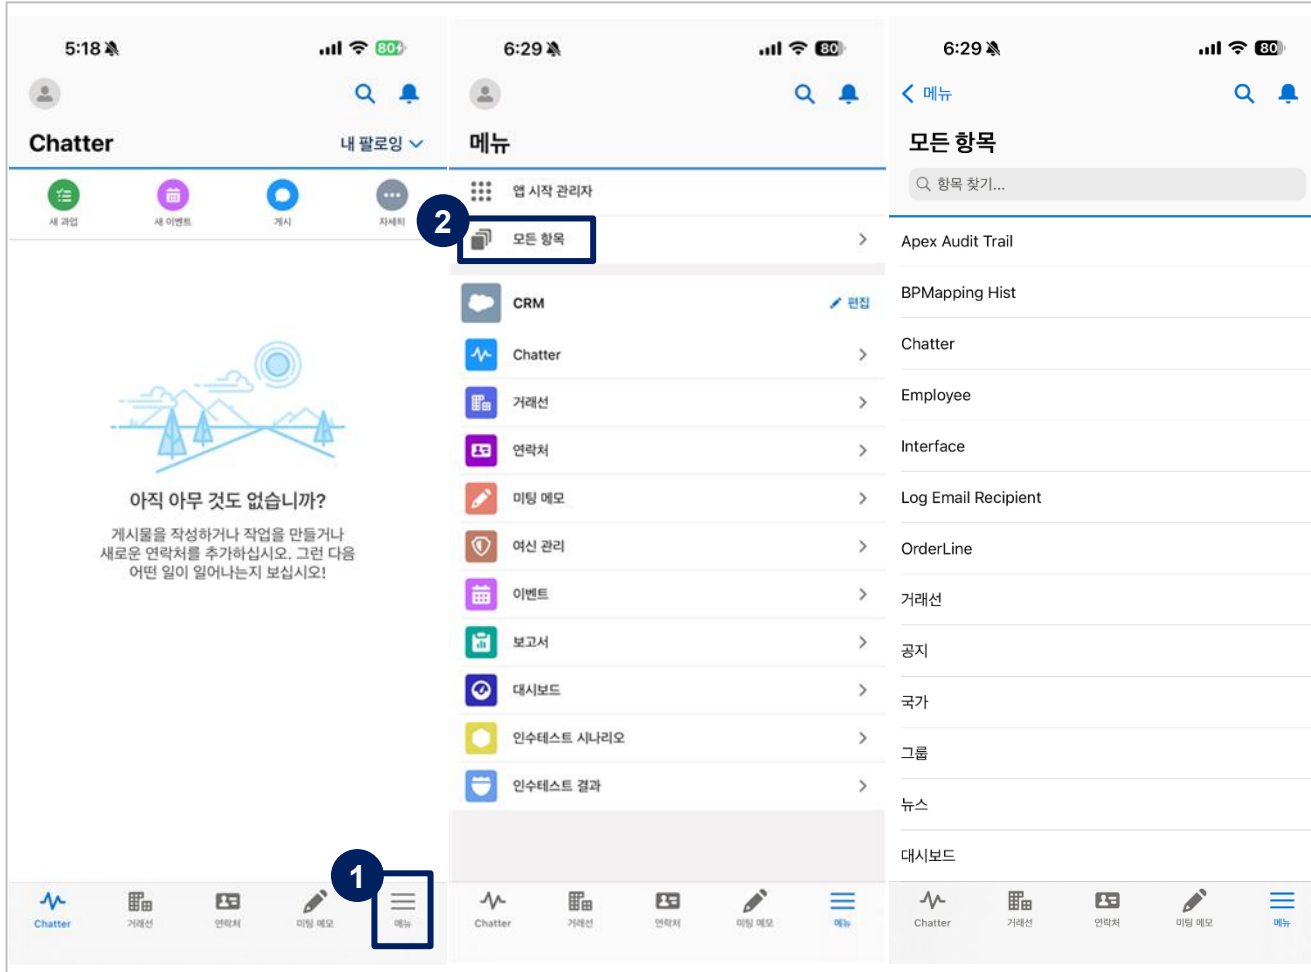 5:18
80
Chatter
내 팔로잉
새 과업
새 이벤트
게시
자세히
아직 아무 것도 없습니까?
게시물을 작성하거나 작업을 만들거나
새로운 연락처를 추가하십시오. 그런 다음
어떤 일이 일어나는지 보십시오!
1
Chatter
거래선
연락처
미팅 메모
메뉴
6:29
80
메뉴
앱 시작 관리자
2
모든 항목
CRM
편집
Chatter
거래선
연락처
미팅 메모
여신 관리
이벤트
보고서
대시보드
인수테스트 시나리오
인수테스트 결과
Chatter
거래선
연락처
미팅 메모
메뉴
6:29
80
메뉴
모든 항목
항목 찾기...
Apex Audit Trail
BPMapping Hist
Chatter
Employee
Interface
Log Email Recipient
OrderLine
거래선
공지
국가
그룹
뉴스
대시보드
Chatter
거래선
연락처
미팅 메모
메뉴